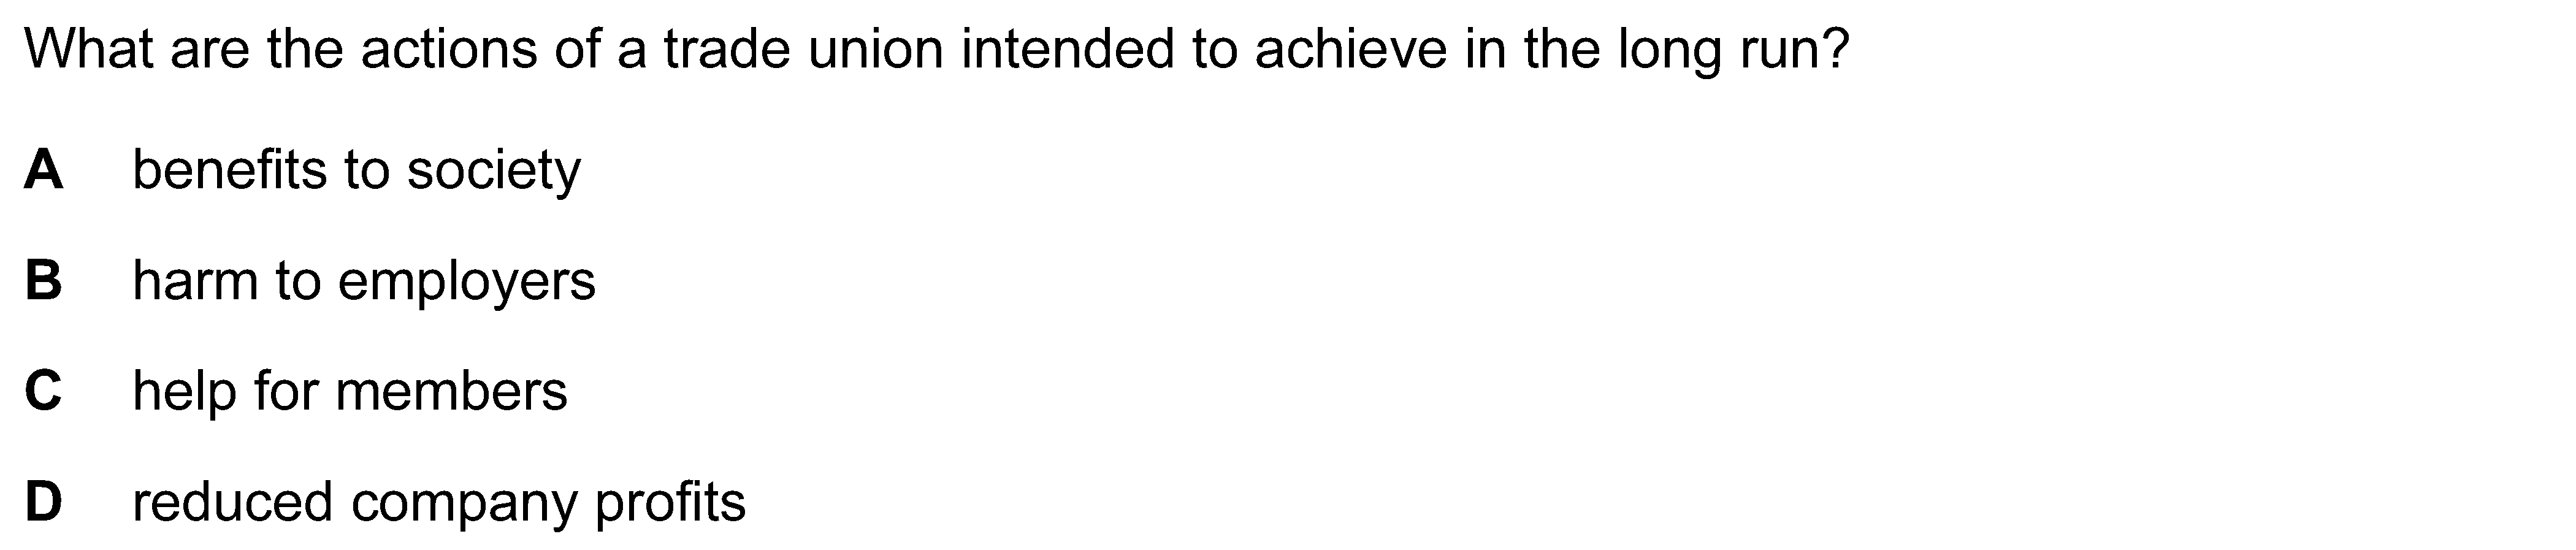 What are the actions of a trade union intended to achieve in the long run?
A benefits to society
B harm to employers
C help for members
D reduced company profits